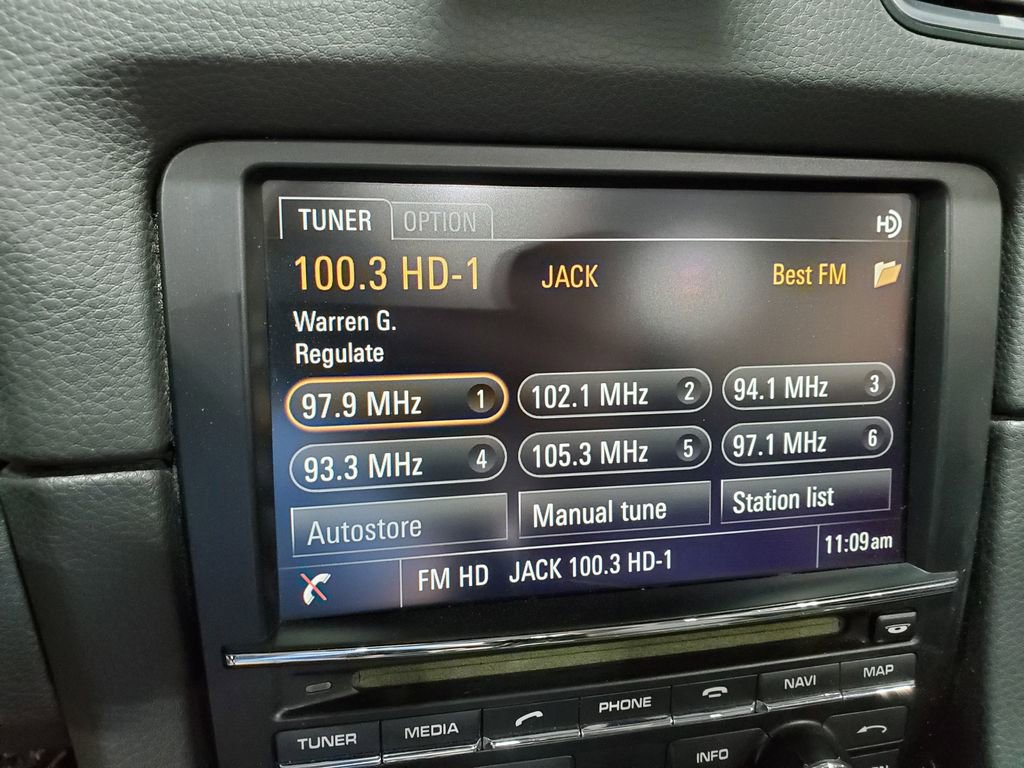 TUNER OPTION HD
100.3 HD-1 JACK Best FM
Warren G.
Regulate
97.9 MHz 1 102.1 MHz 2 94.1 MHz 3
93.3 MHz 4 105.3 MHz 5 97.1 MHz 6
Autostore Manual tune Station list
FM HD JACK 100.3 HD-1 11:09am
TUNER MEDIA PHONE NAVI MAP
INFO